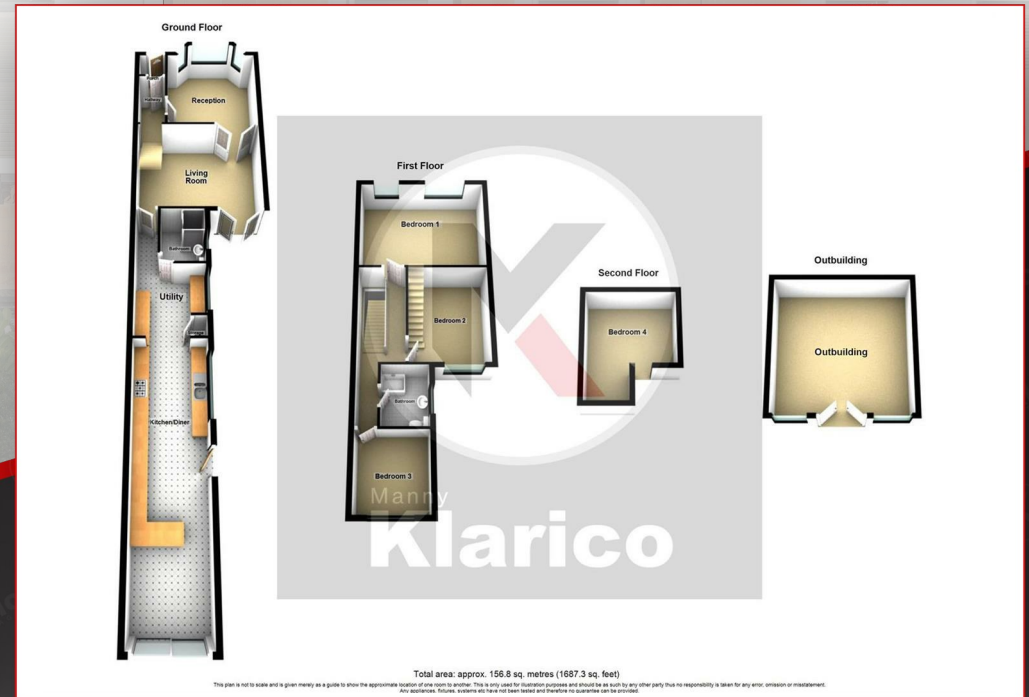 Ground Floor
Porch
Hallway
Reception
Living
Room
Bathroom
Utility
Kitchen/Diner
First Floor
Bedroom 1
Bedroom 2
Bathroom
Bedroom 3
Second Floor
Bedroom 4
Outbuilding
Outbuilding
Manny
Klarico
Total area: approx. 156.8 sq. metres (1687.3 sq. feet)
This plan is not to scale and is given merely as a guide to show the approximate location of one room to another. This is only used for illustration purposes and should be as such by any other party thus no responsibility is taken for any error, omission or misstatement.
Any appliances, fixtures, systems etc have not been tested and therefore no guarantee can be provided.